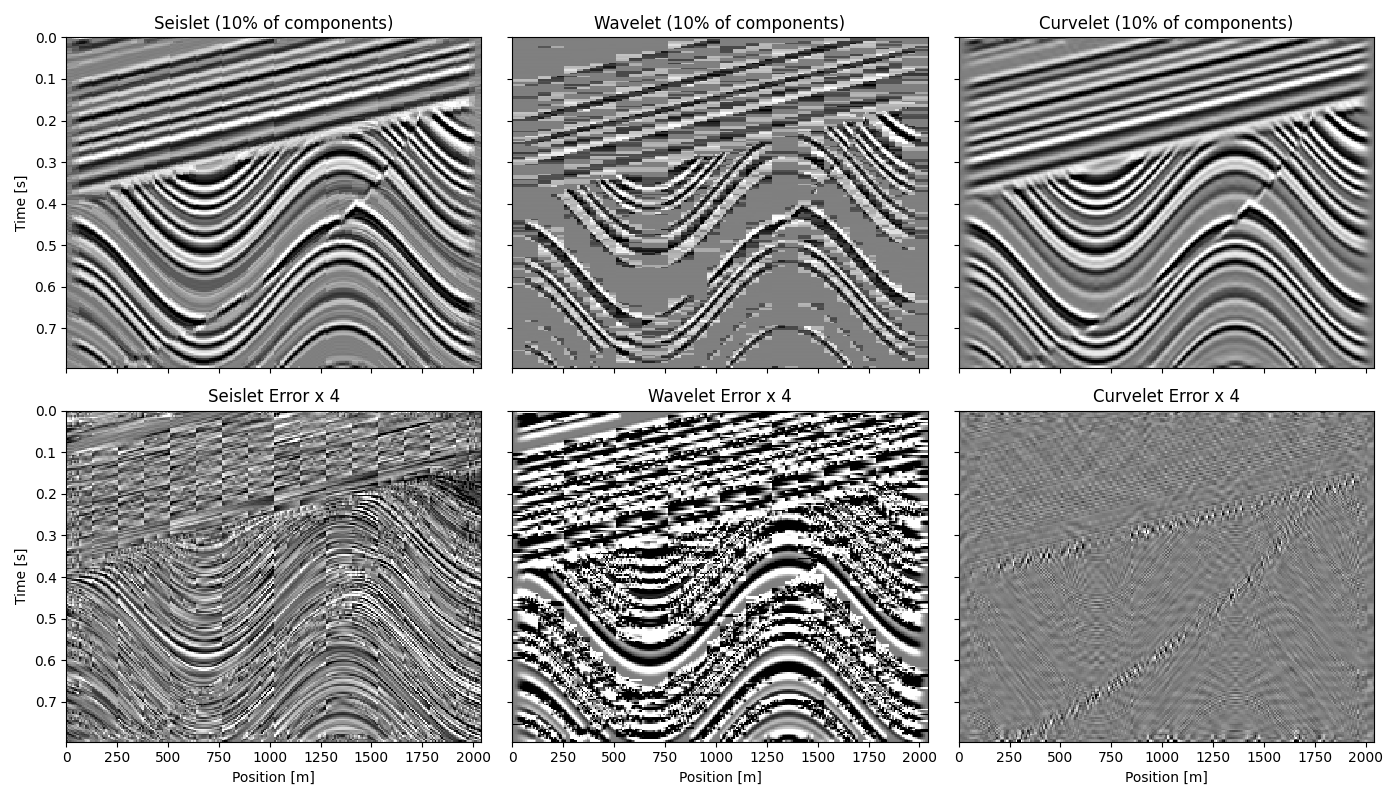 Seislet (10% of components)
Wavelet (10% of components)
Curvelet (10% of components)
Time [s]
0.0
0.1
0.2
0.3
0.4
0.5
0.6
0.7
Seislet Error x 4
Wavelet Error x 4
Curvelet Error x 4
Time [s]
0.0
0.1
0.2
0.3
0.4
0.5
0.6
0.7
0 250 500 750 1000 1250 1500 1750 2000
0 250 500 750 1000 1250 1500 1750 2000
0 250 500 750 1000 1250 1500 1750 2000
Position [m]
Position [m]
Position [m]